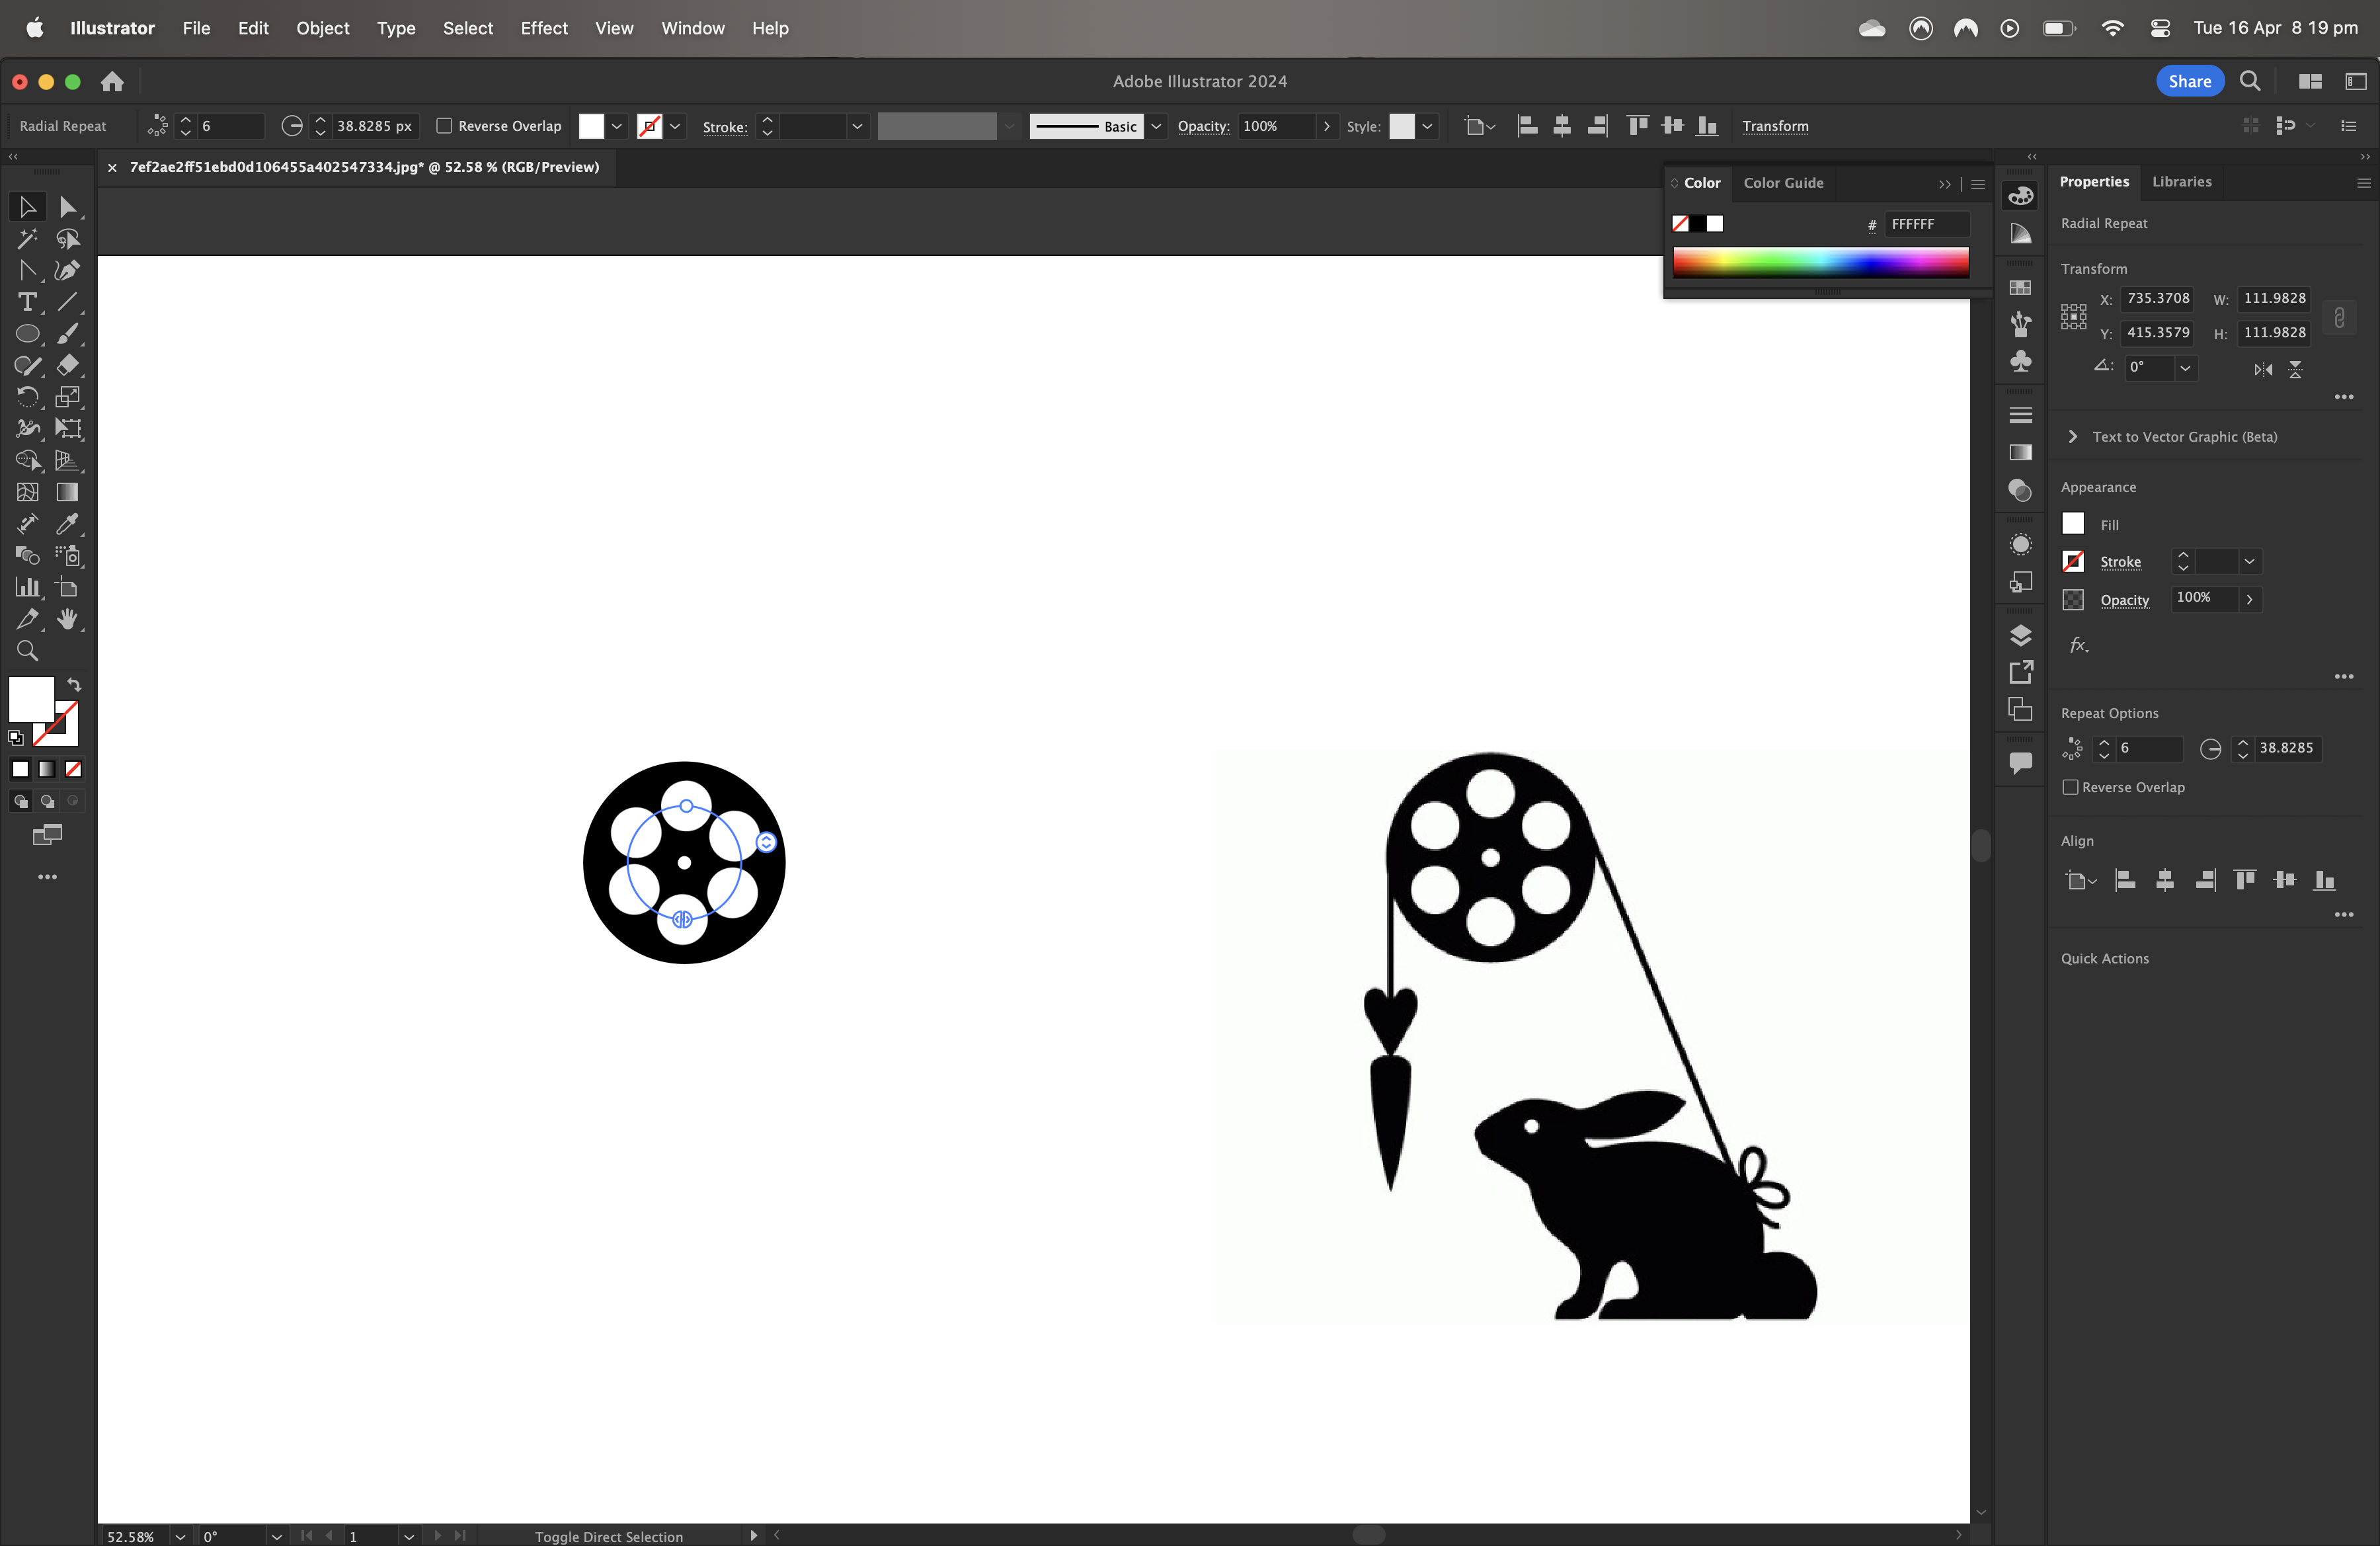 Illustrator File Edit Object Type Select Effect View Window Help Tue 16 Apr 8 19 pm
Adobe Illustrator 2024 Share
Radial Repeat 6 38.8285 px Reverse Overlap Stroke: Basic Opacity: 100% Style: Transform
7ef2ae2ff51ebd0d106455a402547334.jpg* @ 52.58 % (RGB/Preview)
Color Color Guide
# FFFFFF
Properties Libraries
Radial Repeat
Transform
X: 735.3708 W: 111.9828
Y: 415.3579 H: 111.9828
0°
Text to Vector Graphic (Beta)
Appearance
Fill
Stroke
Opacity 100%
fx
Repeat Options
6 38.8285
Reverse Overlap
Align
Quick Actions
52.58% 0° 1 Toggle Direct Selection